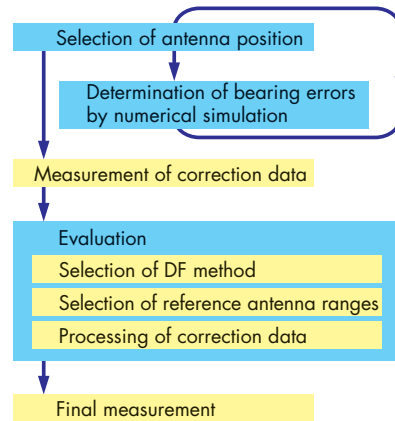 Selection of antenna position
Determination of bearing errors
by numerical simulation
Measurement of correction data
Evaluation
Selection of DF method
Selection of reference antenna ranges
Processing of correction data
Final measurement